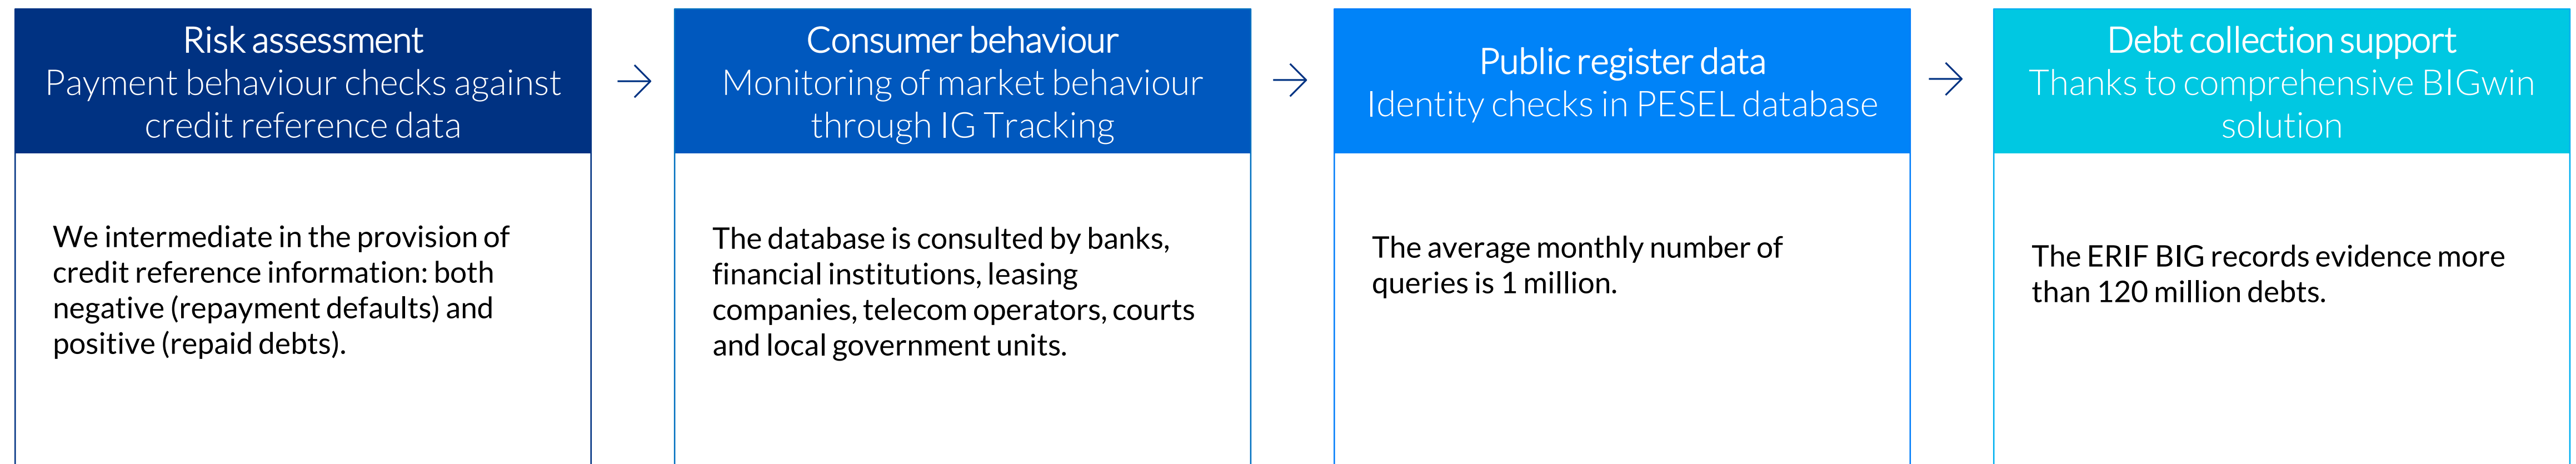 Risk assessment
Payment behaviour checks against
credit reference data
We intermediate in the provision of
credit reference information: both
negative (repayment defaults) and
positive (repaid debts).
Consumer behaviour
Monitoring of market behaviour
through IG Tracking
The database is consulted by banks,
financial institutions, leasing
companies, telecom operators, courts
and local government units.
Public register data
Identity checks in PESEL database
The average monthly number of
queries is 1 million.
Debt collection support
Thanks to comprehensive BIGwin
solution
The ERIF BIG records evidence more
than 120 million debts.